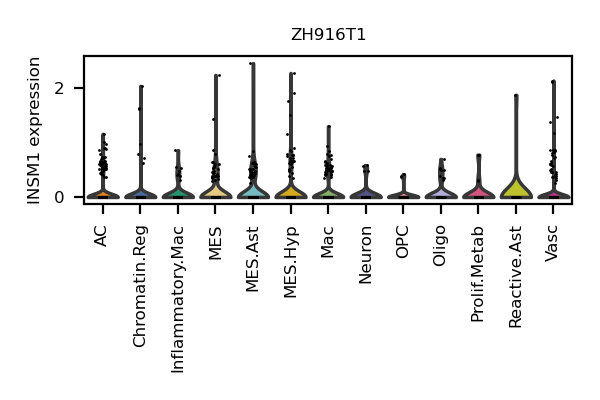 ZH916T1
INSM1 expression
2
0
AC
Chromatin.Reg
Inflammatory.Mac
MES
MES.Ast
MES.Hyp
Mac
Neuron
OPC
Oligo
Prolif.Metab
Reactive.Ast
Vasc